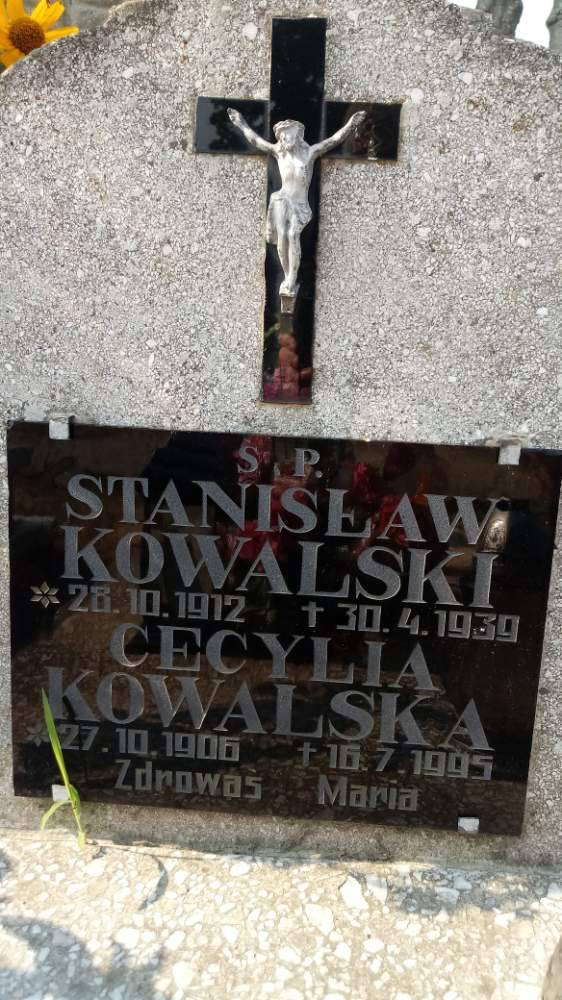 Ś. P.
STANISŁAW
KOWALSKI
28.10.1912 †30.4.1939
CECYLIA
KOWALSKA
27.10.1906 †16.7.1995
Zdrowaś Maria